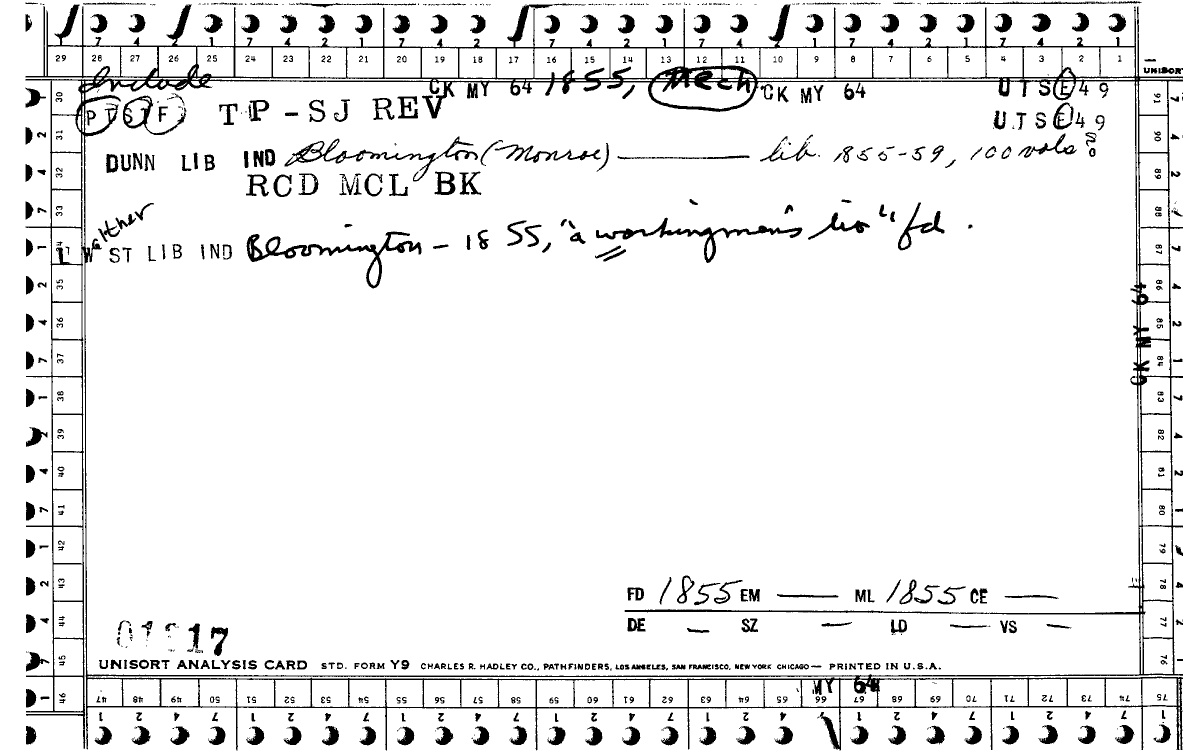 7 4 2 1 7 4 2 1 7 4 2 1 7 4 2 1 7 4 2 1 7 4 2 1 7 4 2 1
29 28 27 26 25 24 23 22 21 20 19 18 17 16 15 14 13 12 11 10 9 8 7 6 5 4 3 2 1
UNISORT
Include CK MY 64 1855, Mech CK MY 64 UTSE49
PTSTF TP - SJ REV UTSE49
DUNN LIB IND Bloomington (Monroe) — lib. 1855-59, 100 vols
RCD MCL BK
Walther
ST LIB IND Bloomington - 1855, "a workingmen's lib" fd.
30 31 32 33 34 35 36 37 38 39 40 41 42 43 44 45 46
91 90 89 88 87 86 85 84 83 82 81 80 79 78 77 76 75
CK MY 64
FD 1855 EM — ML 1855 CE —
DE — SZ — LD — VS —
17
UNISORT ANALYSIS CARD STD. FORM Y9 CHARLES R. HADLEY CO., PATHFINDERS, LOS ANGELES, SAN FRANCISCO, NEW YORK CHICAGO — PRINTED IN U.S.A.
MY 64
47 48 49 50 51 52 53 54 55 56 57 58 59 60 61 62 63 64 65 66 67 68 69 70 71 72 73 74 75
1 2 4 7 1 2 4 7 1 2 4 7 1 2 4 7 1 2 4 7 1 2 4 7 1 2 4 7 1